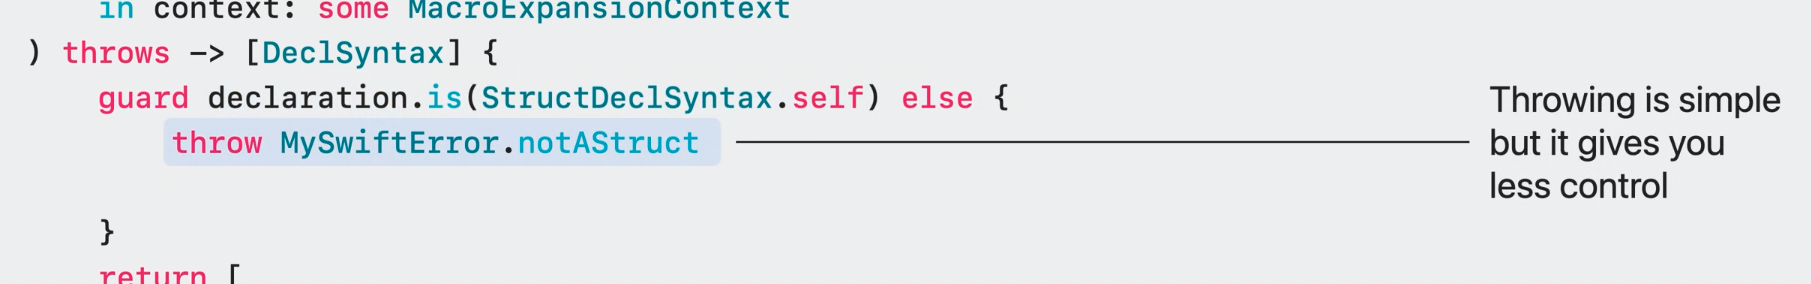 in context: some MacroExpansionContext
) throws -> [DeclSyntax] {
guard declaration.is(StructDeclSyntax.self) else {
throw MySwiftError.notAStruct
Throwing is simple
but it gives you
less control
}
return [